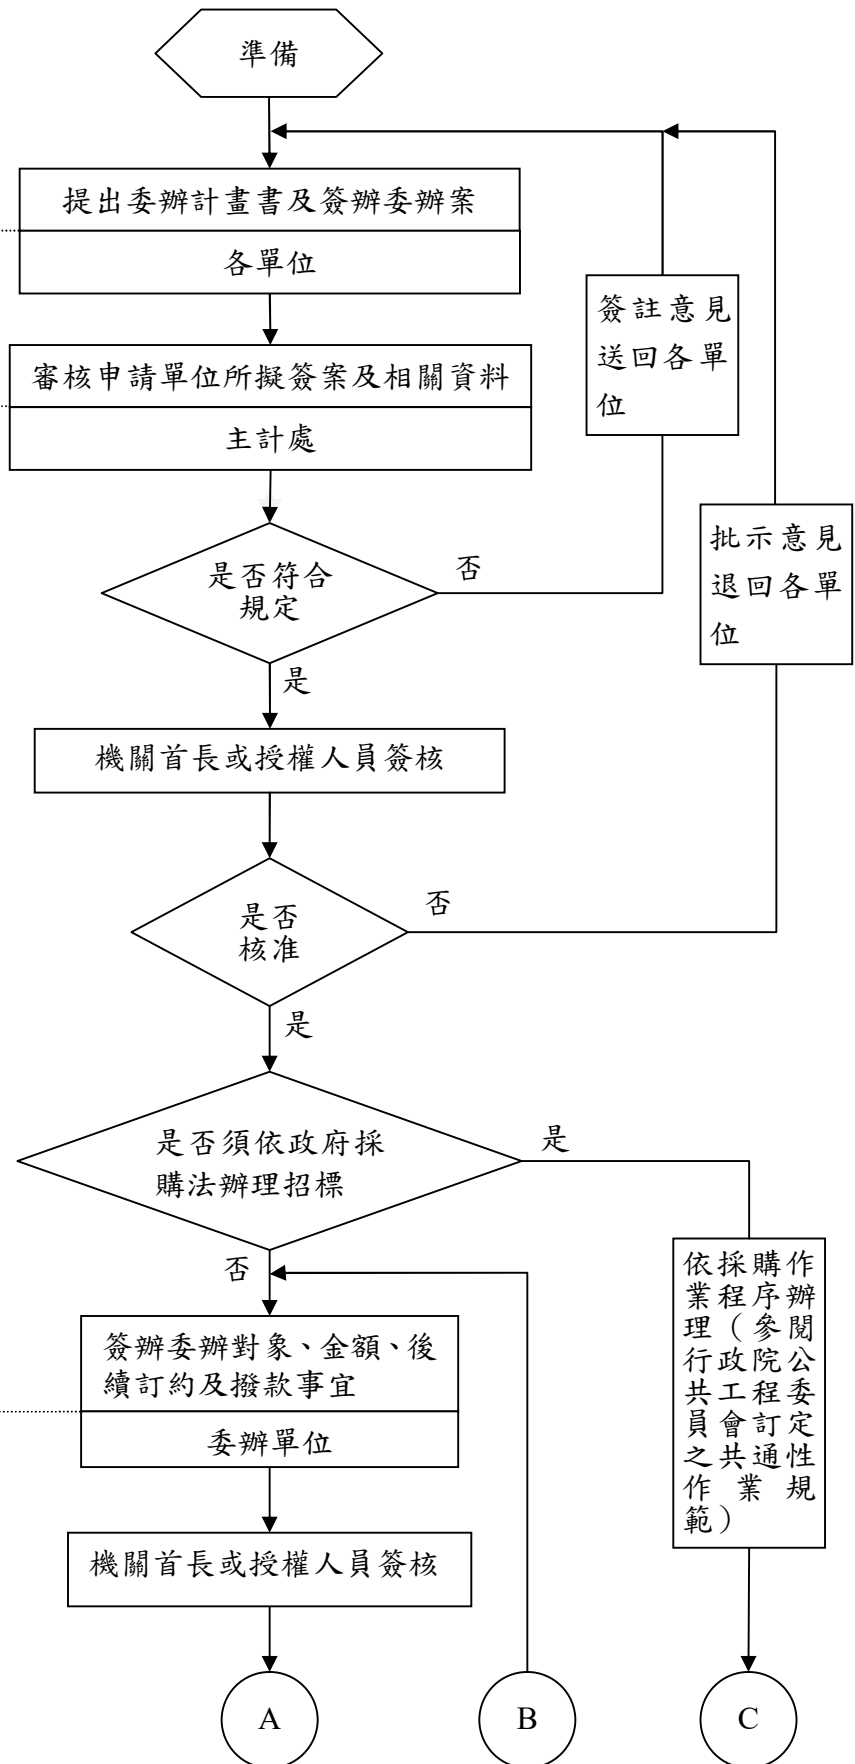 準備
提出委辦計畫書及簽辦委辦案
各單位
簽註意見
送回各單
位
審核申請單位所擬簽案及相關資料
主計處
批示意見
退回各單
位
是否符合
規定
否
是
機關首長或授權人員簽核
是否
核准
否
是
是否須依政府採
購法辦理招標
是
否
依採購作
業程序辦
理（參閱
行政院公
共工程委
員會訂定
之共通性
作業規
範）
簽辦委辦對象、金額、後
續訂約及撥款事宜
委辦單位
機關首長或授權人員簽核
A
B
C